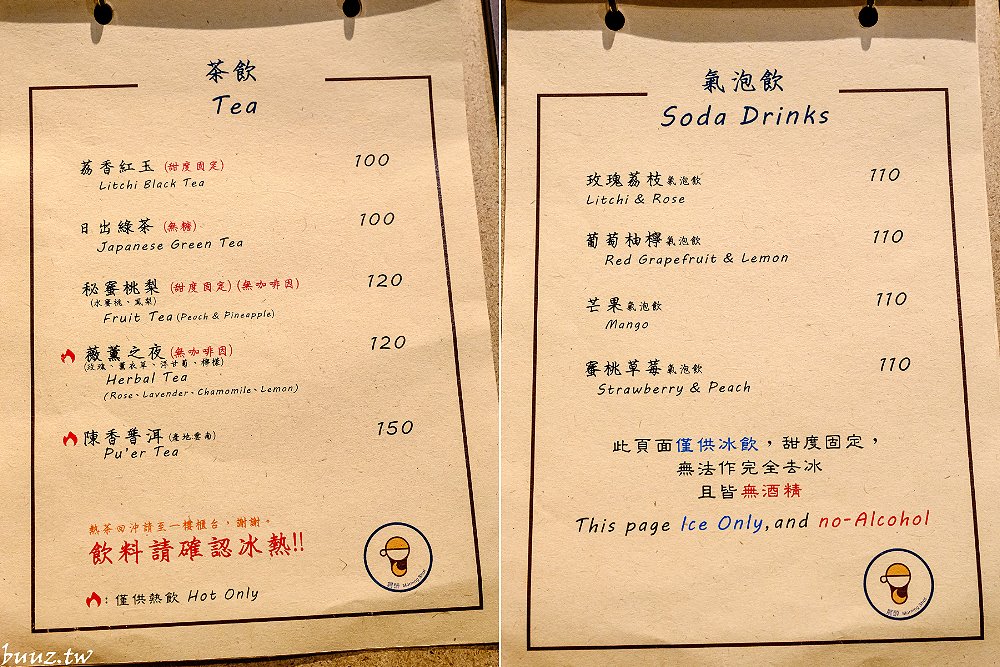 茶飲
Tea
荔香紅玉 (甜度固定) 100
Litchi Black Tea
日出綠茶 (無糖) 100
Japanese Green Tea
秘蜜桃梨 (甜度固定)(無咖啡因) 120
(水蜜桃、鳳梨)
Fruit Tea (Peach & Pineapple)
薇薰之夜 (無咖啡因) 120
(玫瑰、薰衣草、洋甘菊、檸檬)
Herbal Tea
(Rose、Lavender、Chamomile、Lemon)
陳香普洱 (產地雲南) 150
Pu'er Tea
熱茶回沖請至一樓櫃台，謝謝。
飲料請確認冰熱!!
:僅供熱飲 Hot Only
Morning Moon
buuz.tw
氣泡飲
Soda Drinks
玫瑰荔枝氣泡飲 110
Litchi & Rose
葡萄柚檸氣泡飲 110
Red Grapefruit & Lemon
芒果氣泡飲 110
Mango
蜜桃草莓氣泡飲 110
Strawberry & Peach
此頁面僅供冰飲，甜度固定，
無法作完全去冰
且皆無酒精
This page Ice Only,and no-Alcohol